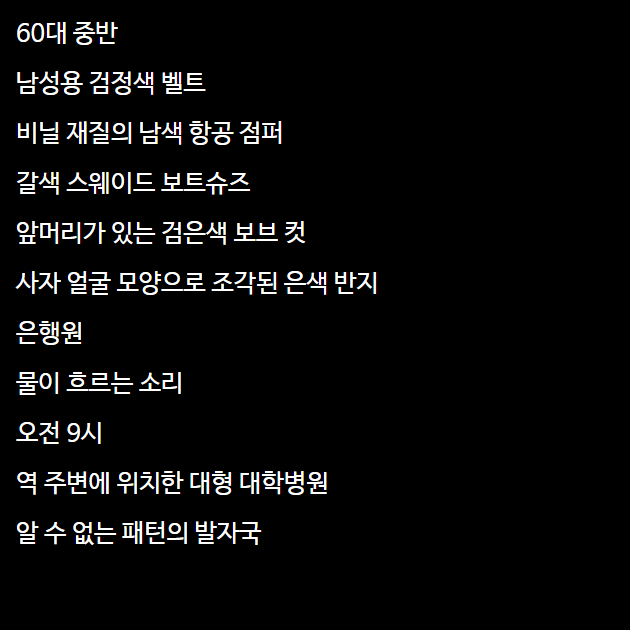 60대 중반
남성용 검정색 벨트
비닐 재질의 남색 항공 점퍼
갈색 스웨이드 보트슈즈
앞머리가 있는 검은색 보브 컷
사자 얼굴 모양으로 조각된 은색 반지
은행원
물이 흐르는 소리
오전 9시
역 주변에 위치한 대형 대학병원
알 수 없는 패턴의 발자국